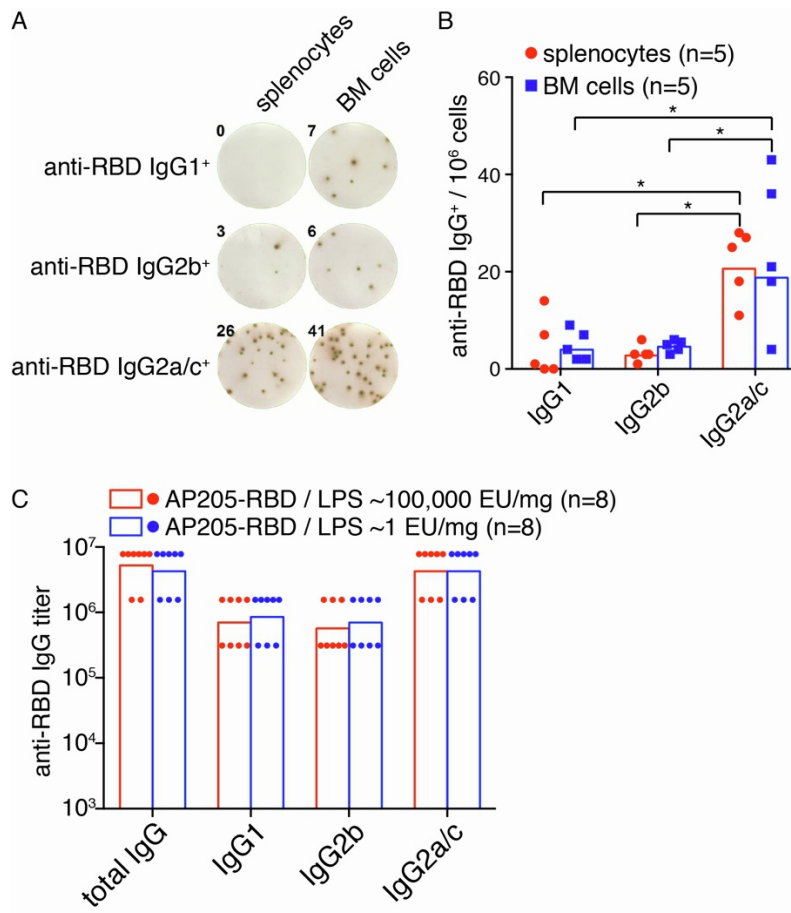 A
splenocytes
BM cells
anti-RBD IgG1⁺
0
7
anti-RBD IgG2b⁺
3
6
anti-RBD IgG2a/c⁺
26
41
B
splenocytes (n=5)
BM cells (n=5)
anti-RBD IgG⁺ / 10⁶ cells
60
40
20
0
*
*
*
*
IgG1
IgG2b
IgG2a/c
C
AP205-RBD / LPS ~100,000 EU/mg (n=8)
AP205-RBD / LPS ~1 EU/mg (n=8)
anti-RBD IgG titer
10⁷
10⁶
10⁵
10⁴
10³
total IgG
IgG1
IgG2b
IgG2a/c